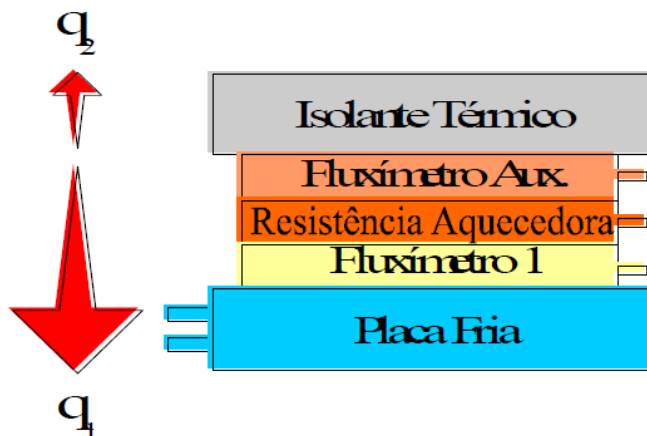 q2
Isolante Térmico
Fluxímetro Aux.
Resistência Aquecedora
Fluxímetro 1
Placa Fria
q1